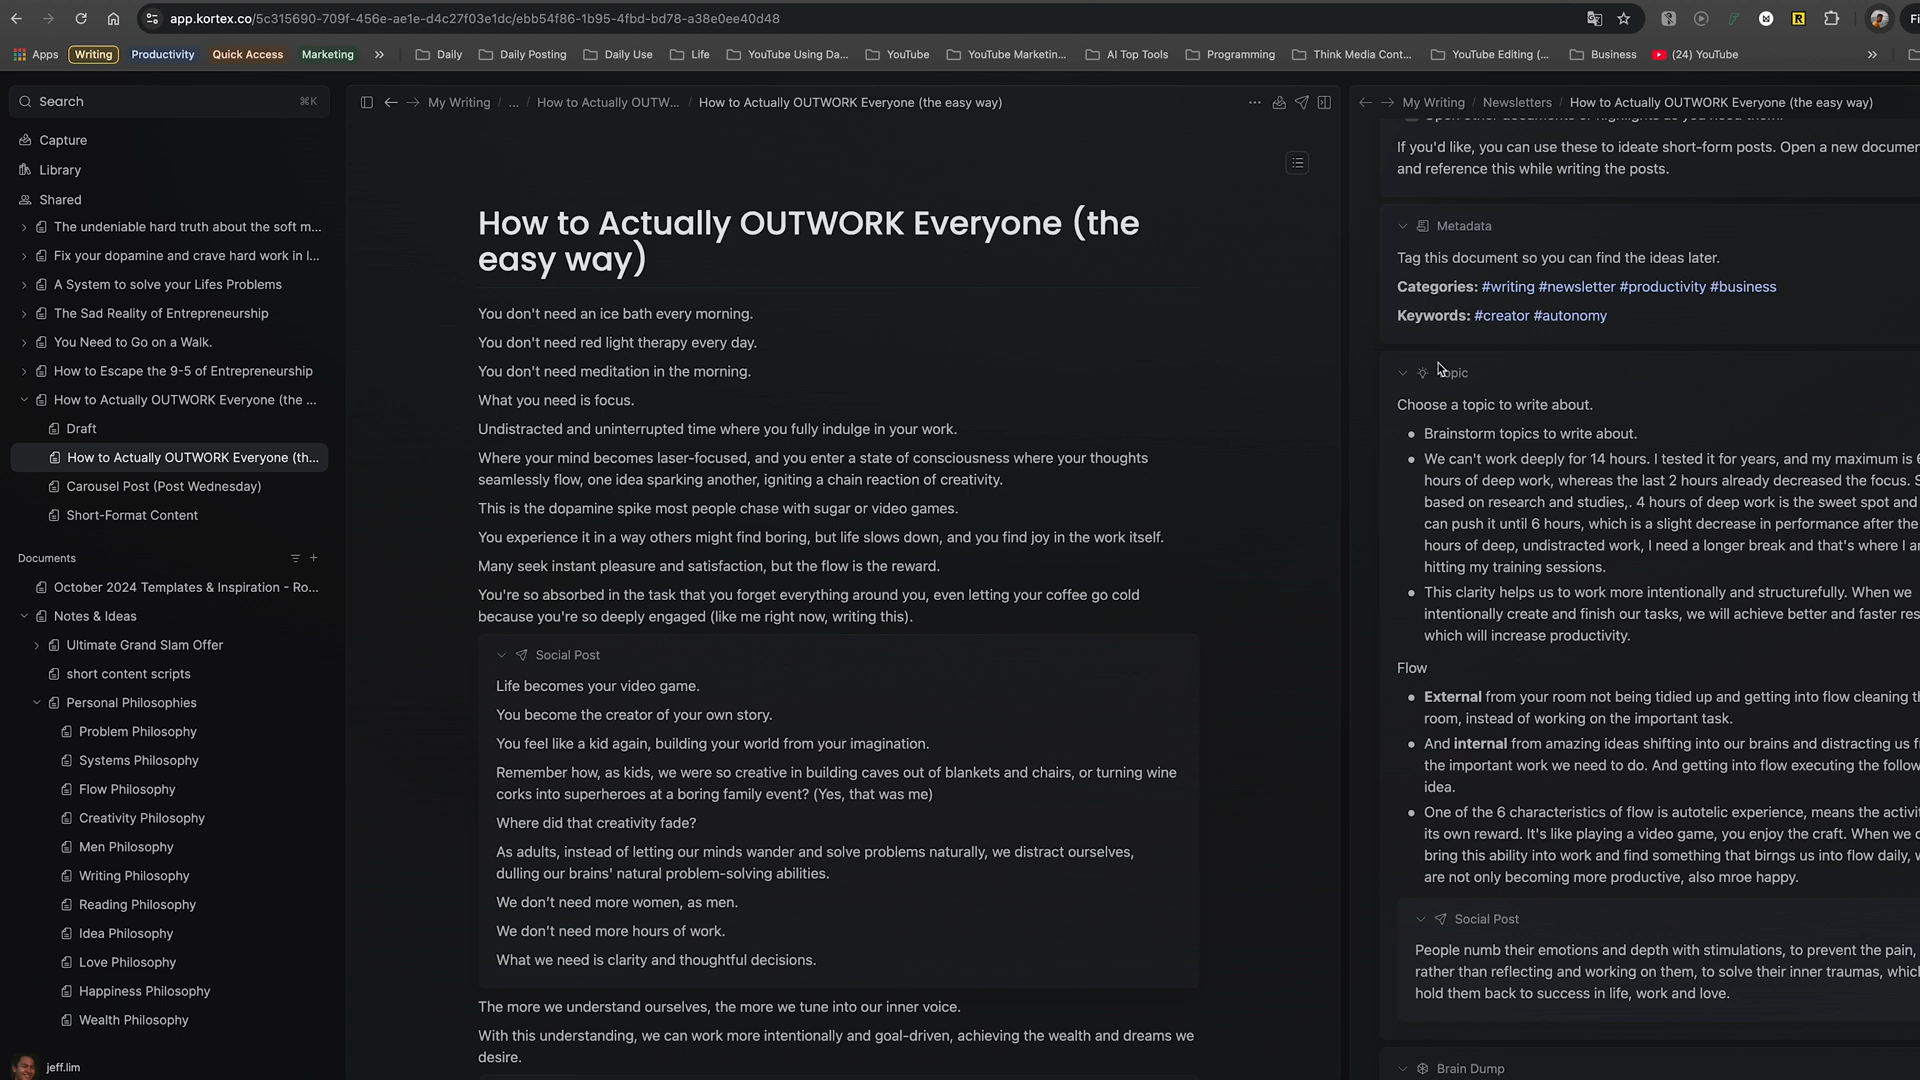 app.kortex.co/5c315690-709f-456e-ae1e-d4c27f03e1dc/ebb54f86-1b95-4fbd-bd78-a38e0ee40d48
Apps Writing Productivity Quick Access Marketing Daily Daily Posting Daily Use Life YouTube Using Da... YouTube YouTube Marketin... AI Top Tools Programming Think Media Cont... YouTube Editing (... Business (24) YouTube
Search ⌘K
Capture
Library
Shared
The undeniable hard truth about the soft m...
Fix your dopamine and crave hard work in l...
A System to solve your Lifes Problems
The Sad Reality of Entrepreneurship
You Need to Go on a Walk.
How to Escape the 9-5 of Entrepreneurship
How to Actually OUTWORK Everyone (the ...
Draft
How to Actually OUTWORK Everyone (th...
Carousel Post (Post Wednesday)
Short-Format Content
Documents
October 2024 Templates & Inspiration - Ro...
Notes & Ideas
Ultimate Grand Slam Offer
short content scripts
Personal Philosophies
Problem Philosophy
Systems Philosophy
Flow Philosophy
Creativity Philosophy
Men Philosophy
Writing Philosophy
Reading Philosophy
Idea Philosophy
Love Philosophy
Happiness Philosophy
Wealth Philosophy
jeff.lim
My Writing / ... / How to Actually OUTW... / How to Actually OUTWORK Everyone (the easy way)
How to Actually OUTWORK Everyone (the
easy way)
You don't need an ice bath every morning.
You don't need red light therapy every day.
You don't need meditation in the morning.
What you need is focus.
Undistracted and uninterrupted time where you fully indulge in your work.
Where your mind becomes laser-focused, and you enter a state of consciousness where your thoughts
seamlessly flow, one idea sparking another, igniting a chain reaction of creativity.
This is the dopamine spike most people chase with sugar or video games.
You experience it in a way others might find boring, but life slows down, and you find joy in the work itself.
Many seek instant pleasure and satisfaction, but the flow is the reward.
You're so absorbed in the task that you forget everything around you, even letting your coffee go cold
because you're so deeply engaged (like me right now, writing this).
Social Post
Life becomes your video game.
You become the creator of your own story.
You feel like a kid again, building your world from your imagination.
Remember how, as kids, we were so creative in building caves out of blankets and chairs, or turning wine
corks into superheroes at a boring family event? (Yes, that was me)
Where did that creativity fade?
As adults, instead of letting our minds wander and solve problems naturally, we distract ourselves,
dulling our brains' natural problem-solving abilities.
We don't need more women, as men.
We don't need more hours of work.
What we need is clarity and thoughtful decisions.
The more we understand ourselves, the more we tune into our inner voice.
With this understanding, we can work more intentionally and goal-driven, achieving the wealth and dreams we
desire.
My Writing / Newsletters / How to Actually OUTWORK Everyone (the easy way)
Open other documents or highlights as you need them.
If you'd like, you can use these to ideate short-form posts. Open a new documen
and reference this while writing the posts.
Metadata
Tag this document so you can find the ideas later.
Categories: #writing #newsletter #productivity #business
Keywords: #creator #autonomy
opic
Choose a topic to write about.
Brainstorm topics to write about.
We can't work deeply for 14 hours. I tested it for years, and my maximum is 6
hours of deep work, whereas the last 2 hours already decreased the focus. S
based on research and studies,. 4 hours of deep work is the sweet spot and
can push it until 6 hours, which is a slight decrease in performance after the
hours of deep, undistracted work, I need a longer break and that's where I a
hitting my training sessions.
This clarity helps us to work more intentionally and structurefully. When we
intentionally create and finish our tasks, we will achieve better and faster res
which will increase productivity.
Flow
External from your room not being tidied up and getting into flow cleaning th
room, instead of working on the important task.
And internal from amazing ideas shifting into our brains and distracting us f
the important work we need to do. And getting into flow executing the follow
idea.
One of the 6 characteristics of flow is autotelic experience, means the activi
its own reward. It's like playing a video game, you enjoy the craft. When we c
bring this ability into work and find something that birngs us into flow daily, w
are not only becoming more productive, also mroe happy.
Social Post
People numb their emotions and depth with stimulations, to prevent the pain,
rather than reflecting and working on them, to solve their inner traumas, whic
hold them back to success in life, work and love.
Brain Dump